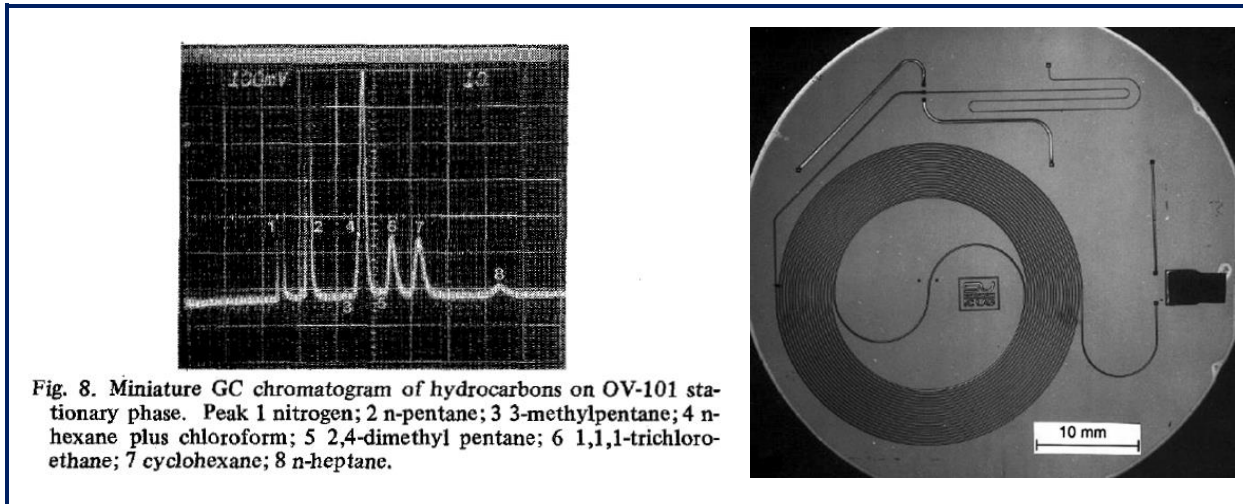 100mV 10
1 2 4 6 7 8
3 5
Fig. 8. Miniature GC chromatogram of hydrocarbons on OV-101 sta-
tionary phase. Peak 1 nitrogen; 2 n-pentane; 3 3-methylpentane; 4 n-
hexane plus chloroform; 5 2,4-dimethyl pentane; 6 1,1,1-trichloro-
ethane; 7 cyclohexane; 8 n-heptane.
10 mm